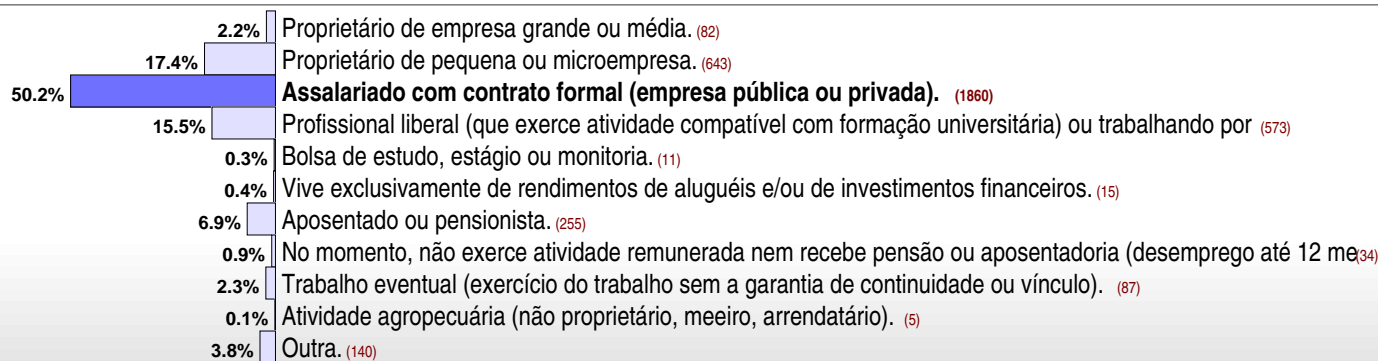 2.2% Proprietário de empresa grande ou média. (82)
17.4% Proprietário de pequena ou microempresa. (643)
50.2% Assalariado com contrato formal (empresa pública ou privada). (1860)
15.5% Profissional liberal (que exerce atividade compatível com formação universitária) ou trabalhando por (573)
0.3% Bolsa de estudo, estágio ou monitoria. (11)
0.4% Vive exclusivamente de rendimentos de aluguéis e/ou de investimentos financeiros. (15)
6.9% Aposentado ou pensionista. (255)
0.9% No momento, não exerce atividade remunerada nem recebe pensão ou aposentadoria (desemprego até 12 me(34)
2.3% Trabalho eventual (exercício do trabalho sem a garantia de continuidade ou vínculo). (87)
0.1% Atividade agropecuária (não proprietário, meeiro, arrendatário). (5)
3.8% Outra. (140)